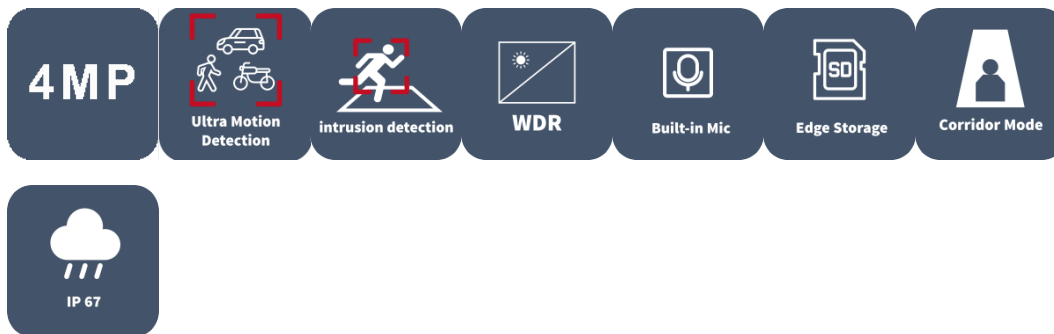 4MP
Ultra Motion
Detection
intrusion detection
WDR
Built-in Mic
SD
Edge Storage
Corridor Mode
IP 67